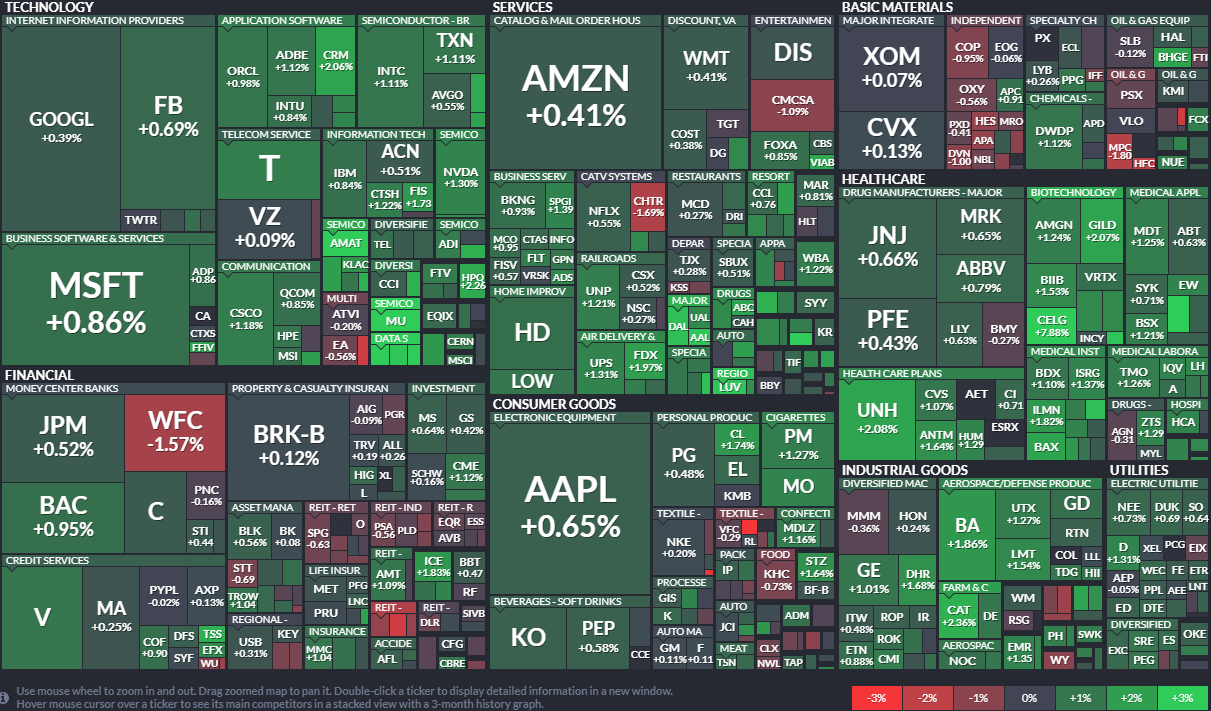 TECHNOLOGY
INTERNET INFORMATION PROVIDERS
GOOGL
+0.39%
FB
+0.69%
TWTR
APPLICATION SOFTWARE
ORCL
+0.98%
ADBE
+1.12%
CRM
+2.06%
INTU
+0.84%
SEMICONDUCTOR - BR
INTC
+1.11%
TXN
+1.11%
AVGO
+0.55%
TELECOM SERVICE
T
VZ
+0.09%
INFORMATION TECH
IBM
+0.84%
ACN
+0.51%
CTSH
+1.22%
FIS
+1.73
SEMICO
NVDA
+1.30%
BUSINESS SOFTWARE & SERVICES
MSFT
+0.86%
ADP
+0.86
CA
CTXS
FFIV
COMMUNICATION
CSCO
+1.18%
QCOM
+0.85%
HPE
MSI
SEMICO
AMAT
KLAC
DIVERSIFIE
TEL
SEMICO
ADI
MULTI
ATVI
-0.20%
EA
-0.56%
DIVERSI
CCI
FTV
HPQ
+2.26
SEMICO
MU
EQIX
DATA S
CERN
MSCI
SERVICES
CATALOG & MAIL ORDER HOUS
AMZN
+0.41%
DISCOUNT, VA
WMT
+0.41%
COST
+0.38%
TGT
DG
ENTERTAINMEN
DIS
CMCSA
-1.09%
FOXA
+0.85%
CBS
VIAB
BUSINESS SERV
BKNG
+0.93%
SPGI
+1.39
MCO
+0.95
CTAS
INFO
FISV
+0.57
FLT
GPN
VRSK
ADS
CATV SYSTEMS
NFLX
+0.55%
CHTR
-1.69%
RESTAURANTS
MCD
+0.27%
DRI
RESORT
CCL
+0.76
MAR
+0.81%
HLT
RAILROADS
UNP
+1.21%
CSX
+0.52%
NSC
+0.27%
DEPAR
TJX
+0.28%
KSS
SPECIA
SBUX
+0.51%
APPA
WBA
+1.22%
HOME IMPROV
HD
LOW
MAJOR
DAL
UAL
AAL
DRUGS
ABC
CAH
SYY
AIR DELIVERY &
UPS
+1.31%
FDX
+1.97%
SPECIA
AUTO
KR
REGIO
LUV
TIF
BBY
BASIC MATERIALS
MAJOR INTEGRATE
XOM
+0.07%
CVX
+0.13%
INDEPENDENT
COP
-0.95%
EOG
-0.06%
OXY
-0.56%
APC
+0.91
PXD
-0.41
HES
MRO
APA
DVN
-1.00
NBL
SPECIALTY CH
PX
ECL
LYB
+0.26%
PPG
IFF
CHEMICALS -
DWDP
+1.12%
APD
OIL & GAS EQUIP
SLB
-0.12%
HAL
BHGE
FTI
OIL & G
PSX
VLO
MPC
-1.80
HFC
OIL & G
KMI
FCX
NUE
HEALTHCARE
DRUG MANUFACTURERS - MAJOR
JNJ
+0.66%
MRK
+0.65%
ABBV
+0.79%
PFE
+0.43%
LLY
+0.63%
BMY
-0.27%
BIOTECHNOLOGY
AMGN
+1.24%
GILD
+2.07%
BIIB
+1.53%
VRTX
CELG
+7.88%
INCY
MEDICAL APPL
MDT
+1.25%
ABT
+0.63%
SYK
+0.71%
EW
BSX
+1.21%
HEALTH CARE PLANS
UNH
+2.08%
CVS
+1.07%
AET
CI
+0.71
ANTM
+1.64%
HUM
+1.29
ESRX
MEDICAL INST
BDX
+1.10%
ISRG
+1.37%
ILMN
+1.82%
BAX
MEDICAL LABORA
TMO
+1.26%
IQV
LH
A
DRUGS -
AGN
-0.31
ZTS
+1.29
MYL
HOSPI
HCA
FINANCIAL
MONEY CENTER BANKS
JPM
+0.52%
WFC
-1.57%
BAC
+0.95%
C
PNC
-0.16%
STI
+0.44
CREDIT SERVICES
V
MA
+0.25%
PYPL
-0.02%
AXP
+0.13%
COF
+0.90
DFS
SYF
TSS
EFX
WU
PROPERTY & CASUALTY INSURAN
BRK-B
+0.12%
AIG
-0.09%
PGR
TRV
+0.19
ALL
+0.26
HIG
XL
L
INVESTMENT
MS
+0.64%
GS
+0.42%
SCHW
+0.16%
CME
+1.12%
ASSET MANA
BLK
+0.56%
BK
+0.08
STT
-0.69
TROW
+1.04
REIT - RET
SPG
-0.63
O
REIT - IND
PSA
-0.56
PLD
REIT - R
EQR
ESS
AVB
LIFE INSUR
MET
PFG
PRU
LNC
REIT -
AMT
+1.09%
ICE
+1.83%
BBT
+0.47
RF
REGIONAL -
USB
+0.31%
KEY
INSURANCE
MMC
+1.04
REIT -
REIT -
DLR
SIVB
ACCIDE
AFL
CFG
CBRE
CONSUMER GOODS
ELECTRONIC EQUIPMENT
AAPL
+0.65%
BEVERAGES - SOFT DRINKS
KO
PEP
+0.58%
CCE
PERSONAL PRODUC
PG
+0.48%
CL
+1.74%
EL
KMB
CIGARETTES
PM
+1.27%
MO
TEXTILE -
NKE
+0.20%
TEXTILE -
VFC
-0.29
RL
CONFECTI
MDLZ
+1.16%
PACK
IP
FOOD
KHC
-0.73%
STZ
+1.64%
BF-B
PROCESSE
GIS
K
AUTO
JCI
ADM
AUTO MA
GM
+0.11%
F
+0.11
MEAT
TSN
CLX
NWL
TAP
INDUSTRIAL GOODS
DIVERSIFIED MAC
MMM
-0.36%
HON
+0.24%
GE
+1.01%
DHR
+1.68%
ITW
+0.48%
ROP
IR
ETN
+0.88%
ROK
CMI
AEROSPACE/DEFENSE PRODUC
BA
+1.86%
UTX
+1.27%
GD
RTN
LMT
+1.54%
COL
LLL
TDG
HII
FARM & C
CAT
+2.36%
DE
WM
RSG
AEROSPAC
NOC
EMR
+1.35
PH
SWK
WY
UTILITIES
ELECTRIC UTILITIE
NEE
+0.73%
DUK
+0.69
SO
+0.64
D
+1.31%
XEL
PCG
EIX
WEC
FE
ETR
AEP
-0.05%
PPL
AEE
LNT
ED
DTE
DIVERSIFIED
EXC
SRE
ES
OKE
PEG
Use mouse wheel to zoom in and out. Drag zoomed map to pan it. Double-click a ticker to display detailed information in a new window.
Hover mouse cursor over a ticker to see its main competitors in a stacked view with a 3-month history graph.
-3% -2% -1% 0% +1% +2% +3%